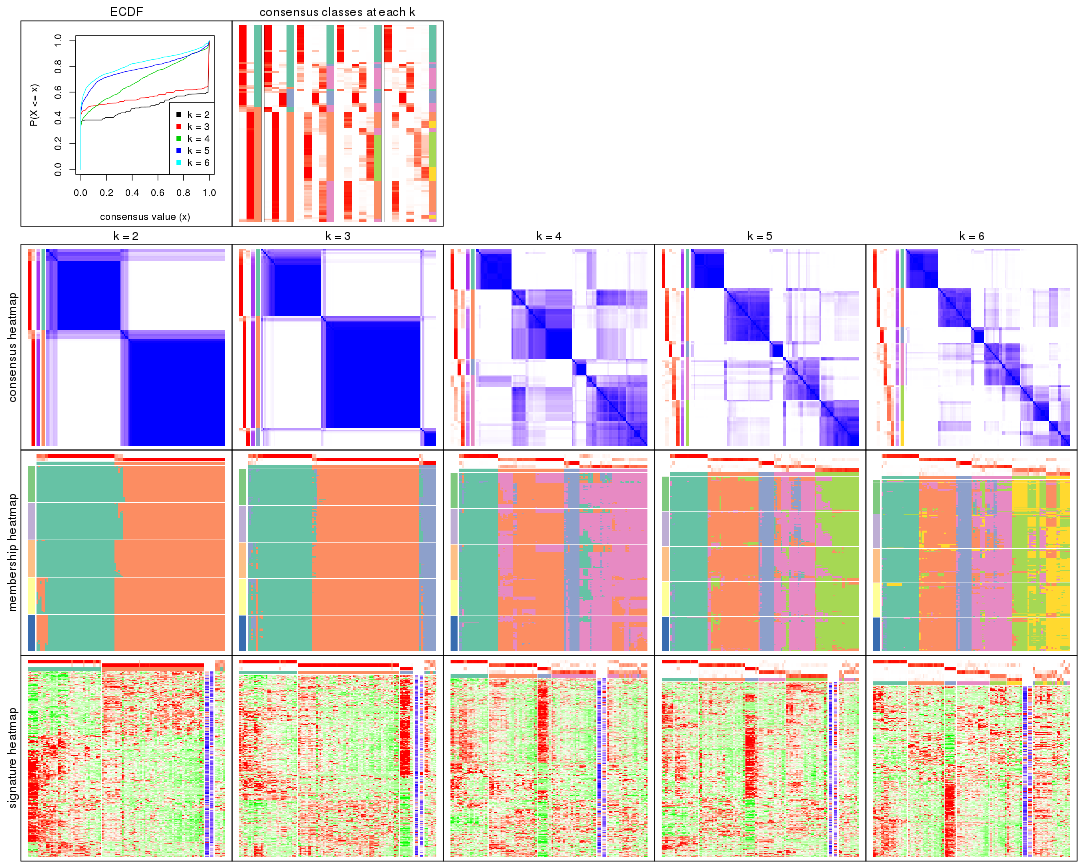 ECDF
consensus classes at each k
P(X <= x)
0.0 0.2 0.4 0.6 0.8 1.0
k = 2
k = 3
k = 4
k = 5
k = 6
0.0 0.2 0.4 0.6 0.8 1.0
consensus value (x)
k = 2
k = 3
k = 4
k = 5
k = 6
consensus heatmap
membership heatmap
signature heatmap